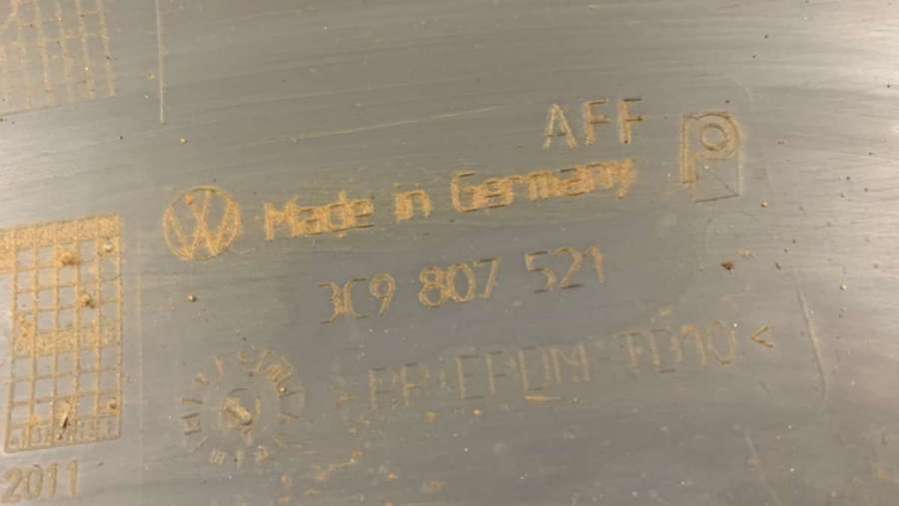 AFF
Made in Germany
3C9 807 521
>PP+EPDM TD10<
2011